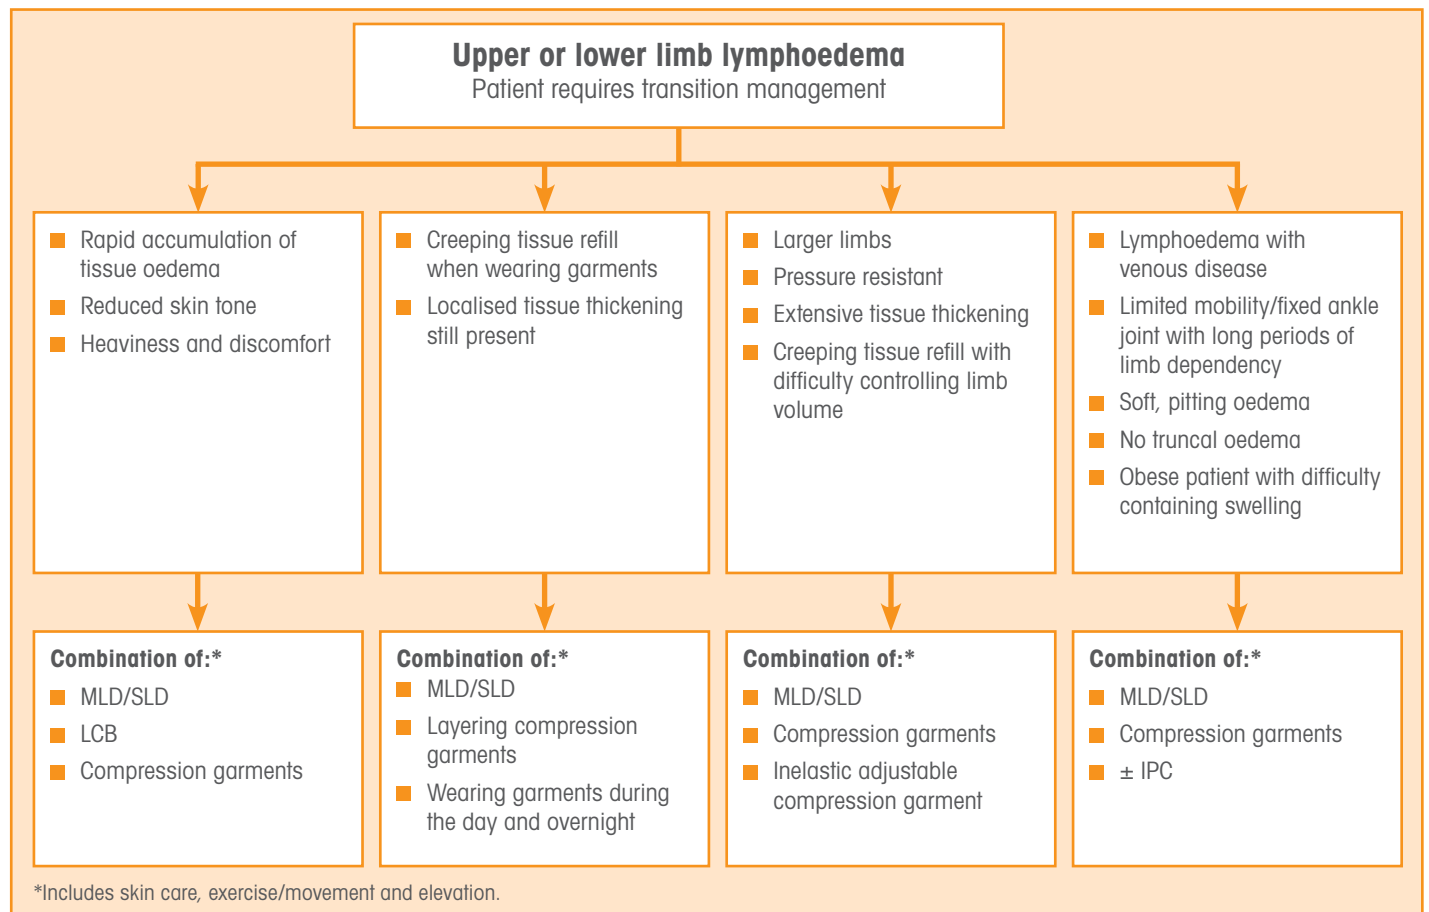 Upper or lower limb lymphoedema
Patient requires transition management
Rapid accumulation of
tissue oedema
Reduced skin tone
Heaviness and discomfort
Creeping tissue refill
when wearing garments
Localised tissue thickening
still present
Larger limbs
Pressure resistant
Extensive tissue thickening
Creeping tissue refill with
difficulty controlling limb
volume
Lymphoedema with
venous disease
Limited mobility/fixed ankle
joint with long periods of
limb dependency
Soft, pitting oedema
No truncal oedema
Obese patient with difficulty
containing swelling
Combination of:*
MLD/SLD
LCB
Compression garments
Combination of:*
MLD/SLD
Layering compression
garments
Wearing garments during
the day and overnight
Combination of:*
MLD/SLD
Compression garments
Inelastic adjustable
compression garment
Combination of:*
MLD/SLD
Compression garments
± IPC
*Includes skin care, exercise/movement and elevation.